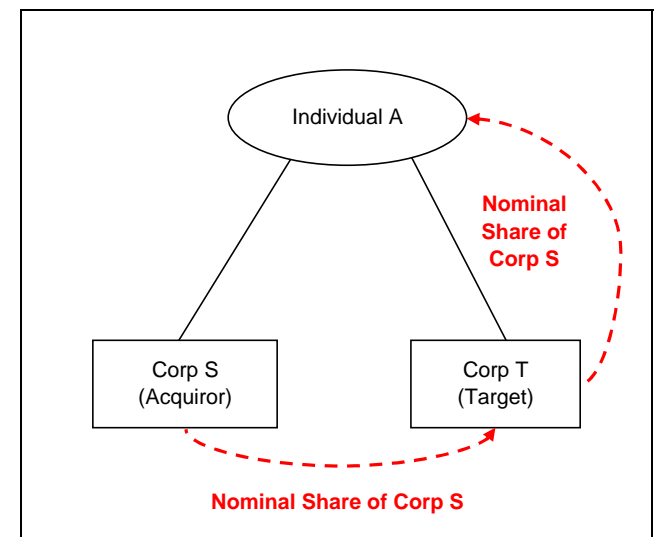 Individual A
Nominal
Share of
Corp S
Corp S
(Acquiror)
Corp T
(Target)
Nominal Share of Corp S